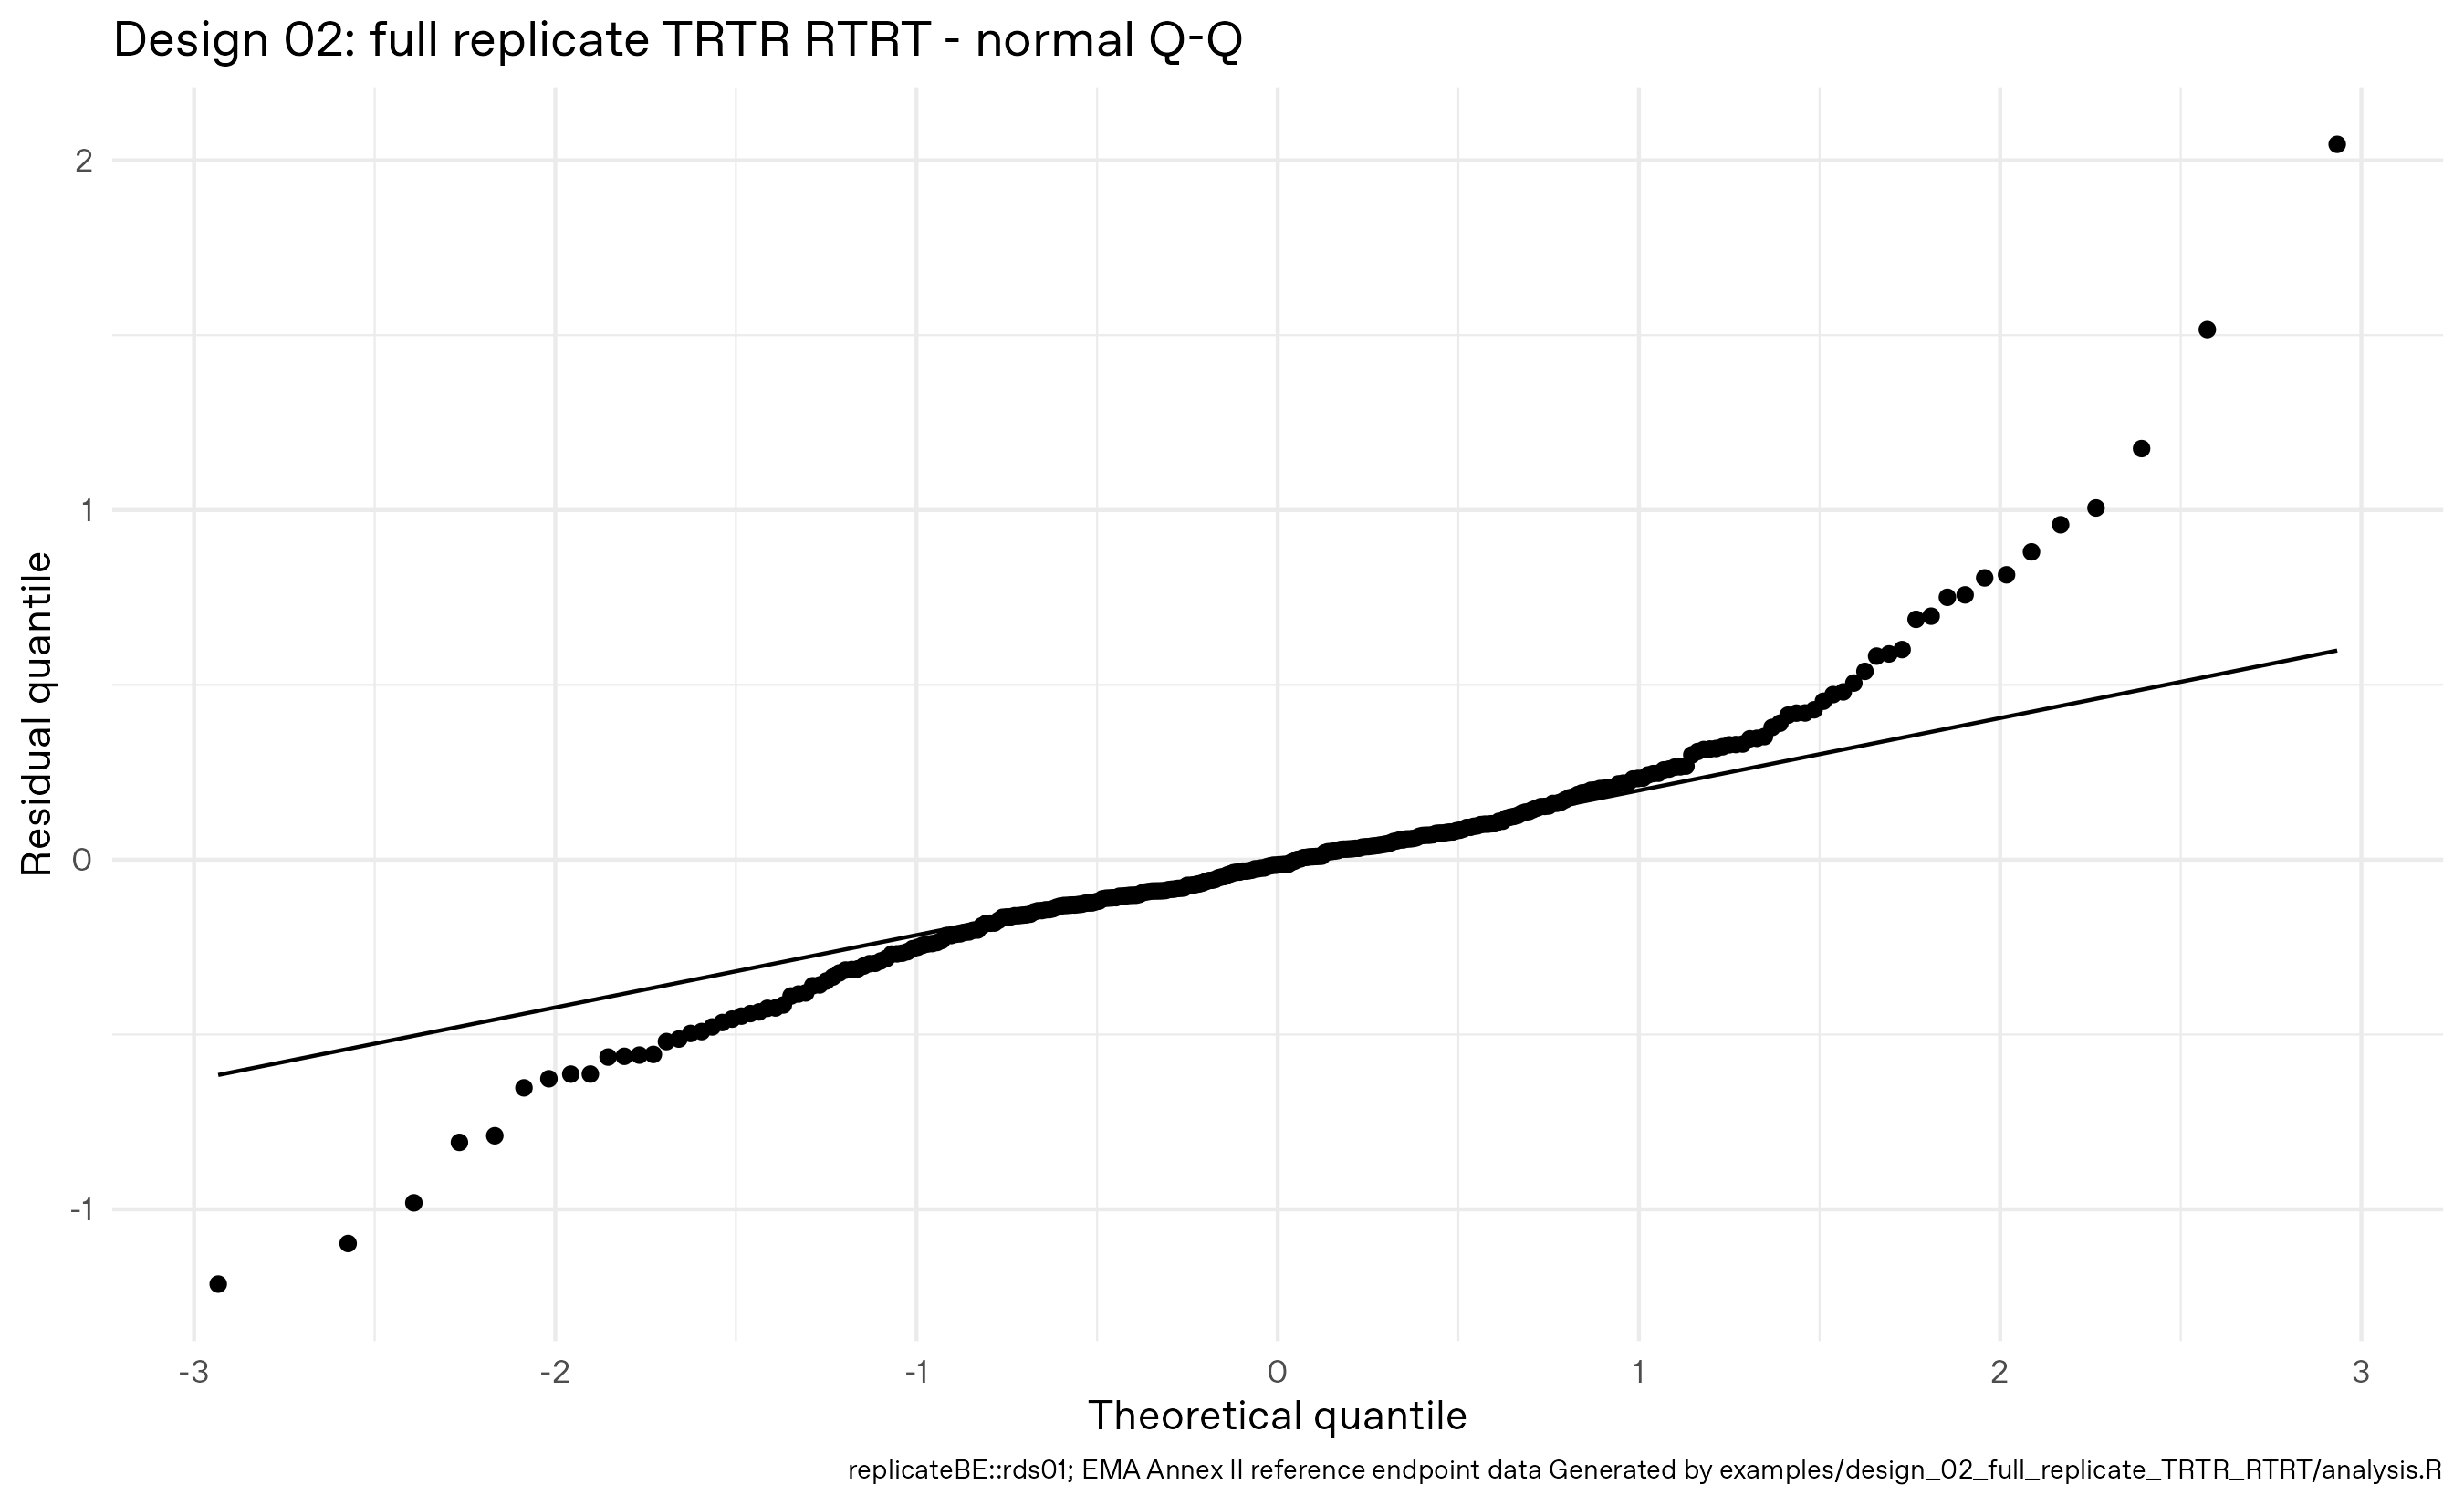 Design 02: full replicate TRTR RTRT - normal Q-Q
Residual quantile
2
1
0
-1
-3
-2
-1
0
1
2
3
Theoretical quantile
replicateBE::rds01; EMA Annex II reference endpoint data Generated by examples/design_02_full_replicate_TRTR_RTRT/analysis.R